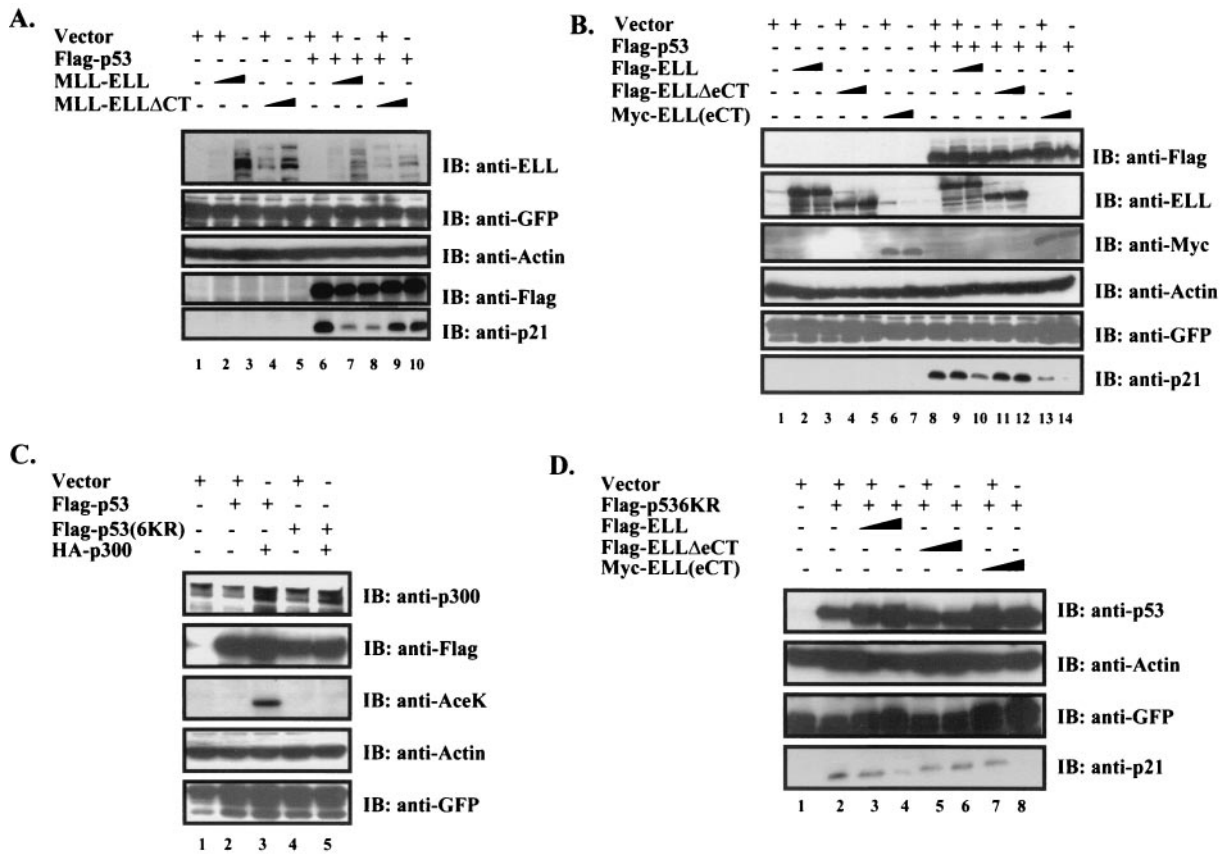 A.
Vector + + - + - + + - + -
Flag-p53 - - - - - + + + + +
MLL-ELL - - - - - -
MLL-ELLΔCT - - - - - -
IB: anti-ELL
IB: anti-GFP
IB: anti-Actin
IB: anti-Flag
IB: anti-p21
1 2 3 4 5 6 7 8 9 10
B.
Vector + + - + - + - + + - + - + -
Flag-p53 - - - - - - - + + + + + + +
Flag-ELL - - - - - - - - - -
Flag-ELLΔeCT - - - - - - - - - -
Myc-ELL(eCT) - - - - - - - - - -
IB: anti-Flag
IB: anti-ELL
IB: anti-Myc
IB: anti-Actin
IB: anti-GFP
IB: anti-p21
1 2 3 4 5 6 7 8 9 10 11 12 13 14
C.
Vector + + - + -
Flag-p53 - + + - -
Flag-p53(6KR) - - - + +
HA-p300 - - + - +
IB: anti-p300
IB: anti-Flag
IB: anti-AceK
IB: anti-Actin
IB: anti-GFP
1 2 3 4 5
D.
Vector + + + - + - + -
Flag-p536KR - + + + + + + +
Flag-ELL - - - - - -
Flag-ELLΔeCT - - - - - -
Myc-ELL(eCT) - - - - - -
IB: anti-p53
IB: anti-Actin
IB: anti-GFP
IB: anti-p21
1 2 3 4 5 6 7 8